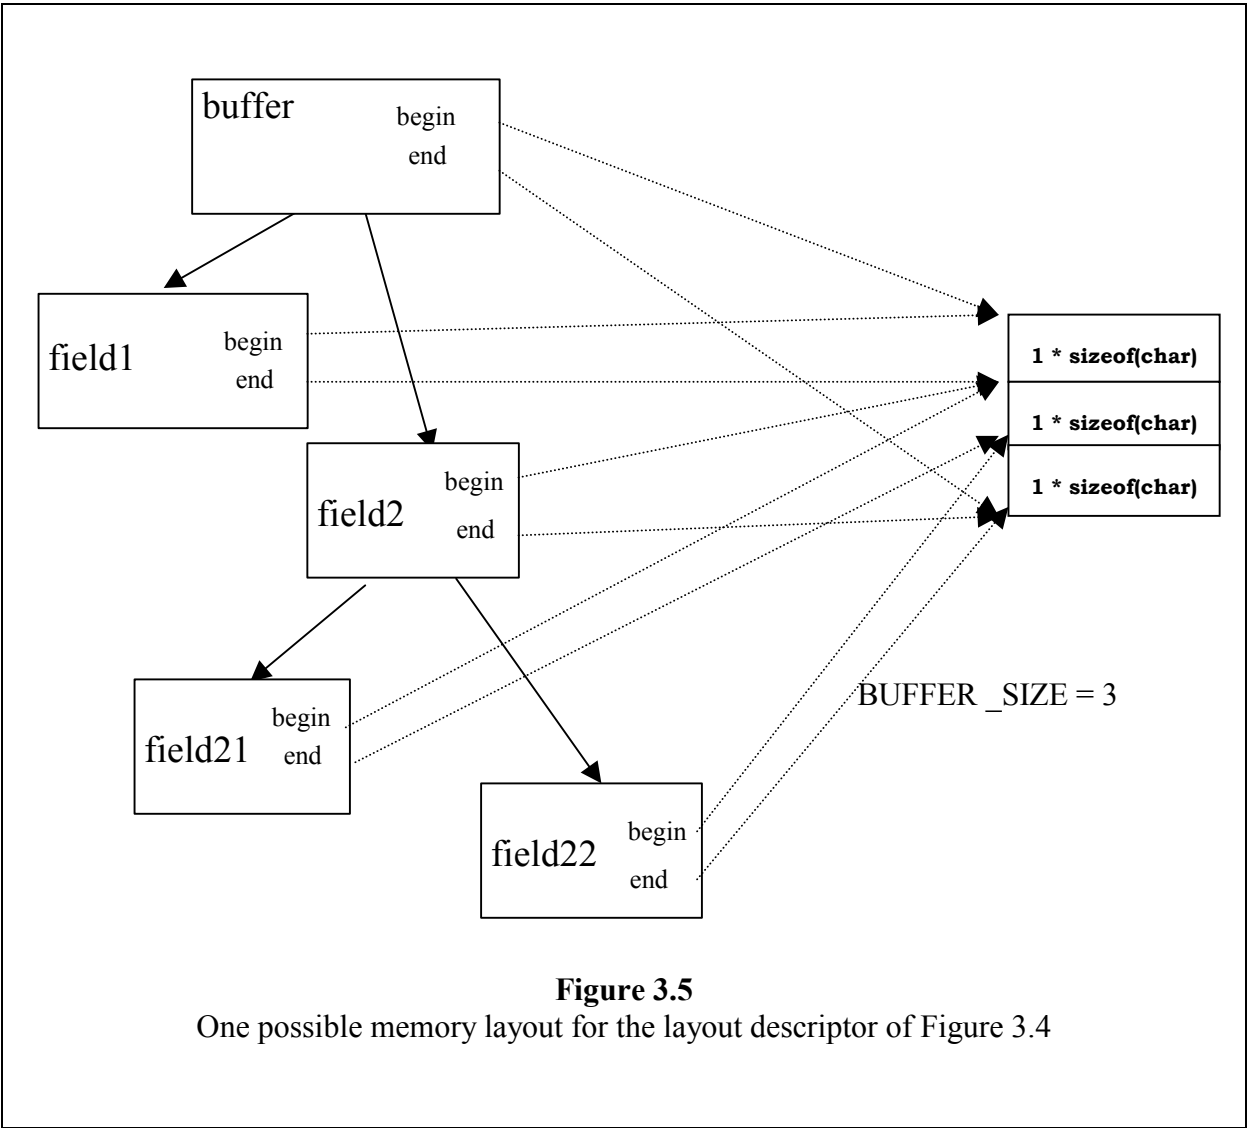 buffer
begin
end
field1
begin
end
1 * sizeof(char)
1 * sizeof(char)
1 * sizeof(char)
field2
begin
end
field21
begin
end
BUFFER _SIZE = 3
field22
begin
end
Figure 3.5
One possible memory layout for the layout descriptor of Figure 3.4